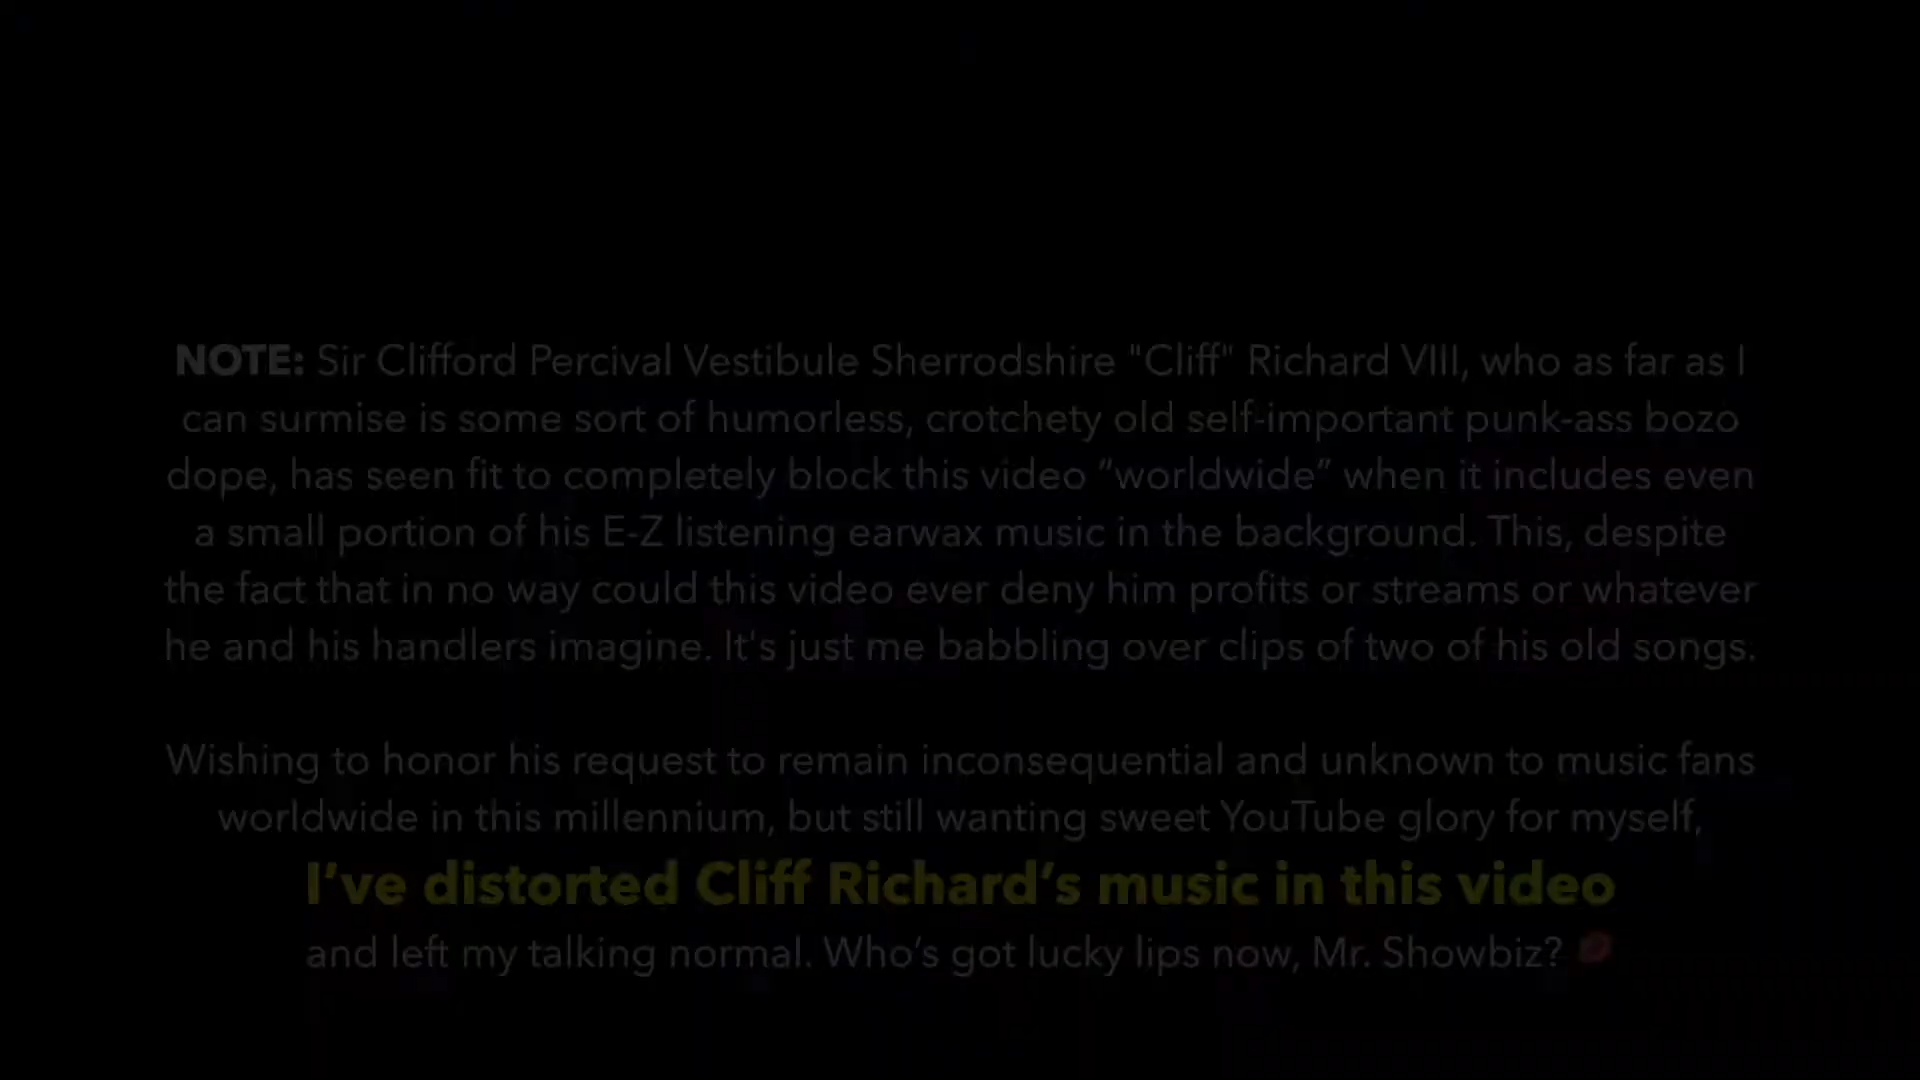 NOTE: Sir Clifford Percival Vestibule Sherrodshire "Cliff" Richard VIII, who as far as I
can surmise is some sort of humorless, crotchety old self-important punk-ass bozo
dope, has seen fit to completely block this video “worldwide” when it includes even
a small portion of his E-Z listening earwax music in the background. This, despite
the fact that in no way could this video ever deny him profits or streams or whatever
he and his handlers imagine. It's just me babbling over clips of two of his old songs.
Wishing to honor his request to remain inconsequential and unknown to music fans
worldwide in this millennium, but still wanting sweet YouTube glory for myself,
I’ve distorted Cliff Richard’s music in this video
and left my talking normal. Who’s got lucky lips now, Mr. Showbiz?